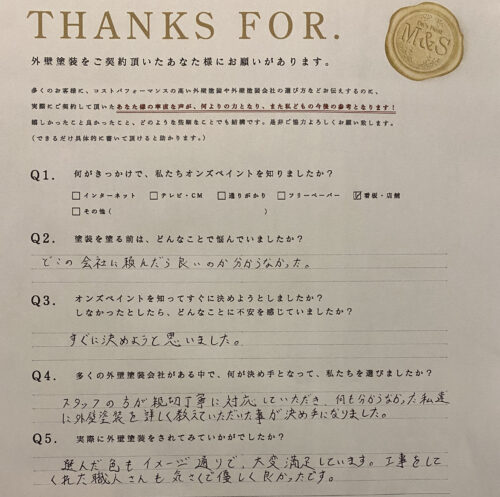 THANKS FOR.
M&S
外壁塗装をご契約頂いたあなた様にお願いがあります。
多くのお客様に、コストパフォーマンスの高い外壁塗装や外壁塗装会社の選び方などお伝えするのに、
実際にご契約して頂いたあなた様の率直な声が、何よりの力となり、また私どもの今後の参考となります！
嬉しかったこと良かったこと、どのような些細なことでも結構です。是非ご協力よろしくお願い致します。
(できるだけ具体的に書いて頂けると助かります。)
Q1. 何がきっかけで、私たちオンズペイントを知りましたか？
□インターネット □テレビ・CM □通りがかり □フリーペーパー ☑看板・店舗
□その他( )
Q2. 塗装を塗る前は、どんなことで悩んでいましたか？
どこの会社に頼んだら良いのか分からなかった。
Q3. オンズペイントを知ってすぐに決めようとしましたか？
しなかったとしたら、どんなことに不安を感じていましたか？
すぐに決めようと思いました。
Q4. 多くの外壁塗装会社がある中で、何が決め手となって、私たちを選びましたか？
スタッフの方が親切丁寧に対応していただき、何も分からなかった私達
に外壁塗装を詳しく教えていただいた事が決め手になりました。
Q5. 実際に外壁塗装をされてみていかがでしたか？
選んだ色もイメージ通りで、大変満足しています。工事をして
くれた職人さんも気さくで優しく良かったです。